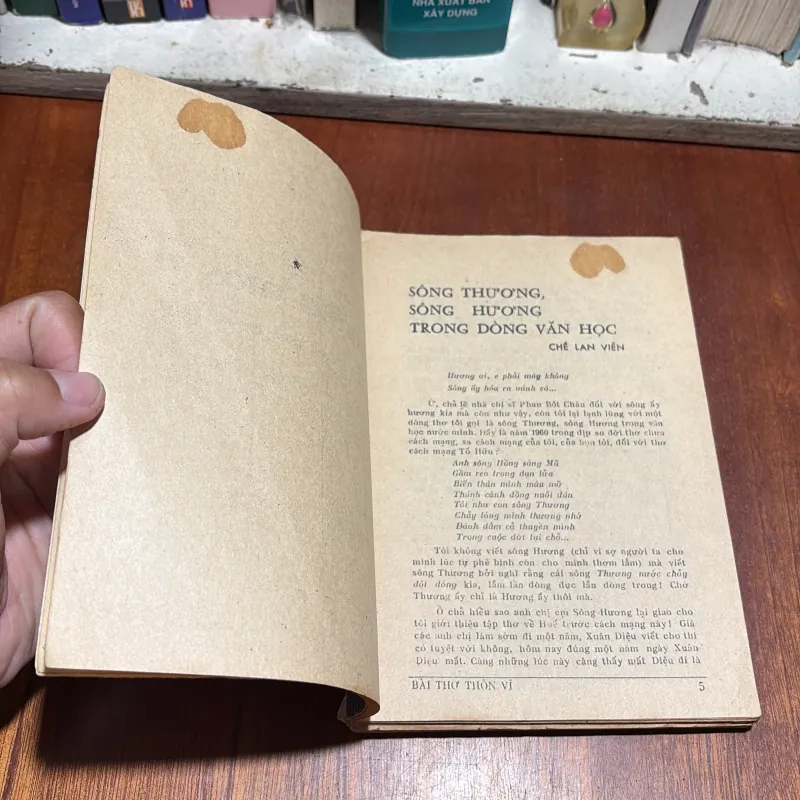 NHÀ XUẤT BẢN
XÂY DỰNG
SÔNG THƯƠNG,
SÔNG HƯƠNG
TRONG DÒNG VĂN HỌC
CHẾ LAN VIÊN
Hương ơi, e phải máy không
Sông ấy hóa ra mình có...
Ừ, chả lẽ nhà chí sĩ Phan Bội Châu đối với sông ấy
hương kia mà còn như vậy, còn tôi lại lạnh lùng với một
dòng thơ tôi gọi là sông Thương, sông Hương trong văn
học nước mình. Đấy là năm 1960 trong dịp so đời thơ chưa
cách mạng, xa cách mạng của tôi, của bọn tôi, đối với thơ
cách mạng Tố Hữu :
Anh sông Hồng sông Mã
Gầm reo trong đạn lửa
Biến thân mình màu mỡ
Thành cánh đồng nuôi dân
Tôi như con sông Thương
Chảy lòng mình thương nhớ
Đánh đắm cả thuyền mình
Trong cuộc đời lại chở...
Tôi không viết sông Hương (chỉ vì sợ người ta cho
mình lúc tự phê bình còn cho mình thơm lắm) mà viết
sông Thương bởi nghĩ rằng cái sông Thương nước chảy
đôi dòng kia, lắm lần dòng đục lẫn dòng trong! Chớ
Thương ấy chỉ là Hương ấy thôi mà.
Ờ chả hiểu sao anh chị em Sông Hương lại giao cho
tôi giới thiệu tập thơ về Huế trước cách mạng này! Giá
các anh chị làm sớm đi một năm, Xuân Diệu viết cho thì
có tuyệt vời không, hôm nay đúng một năm ngày Xuân
Diệu mất. Càng những lúc này càng thấy mất Diệu đi là
BÀI THƠ THÔN VĨ 5